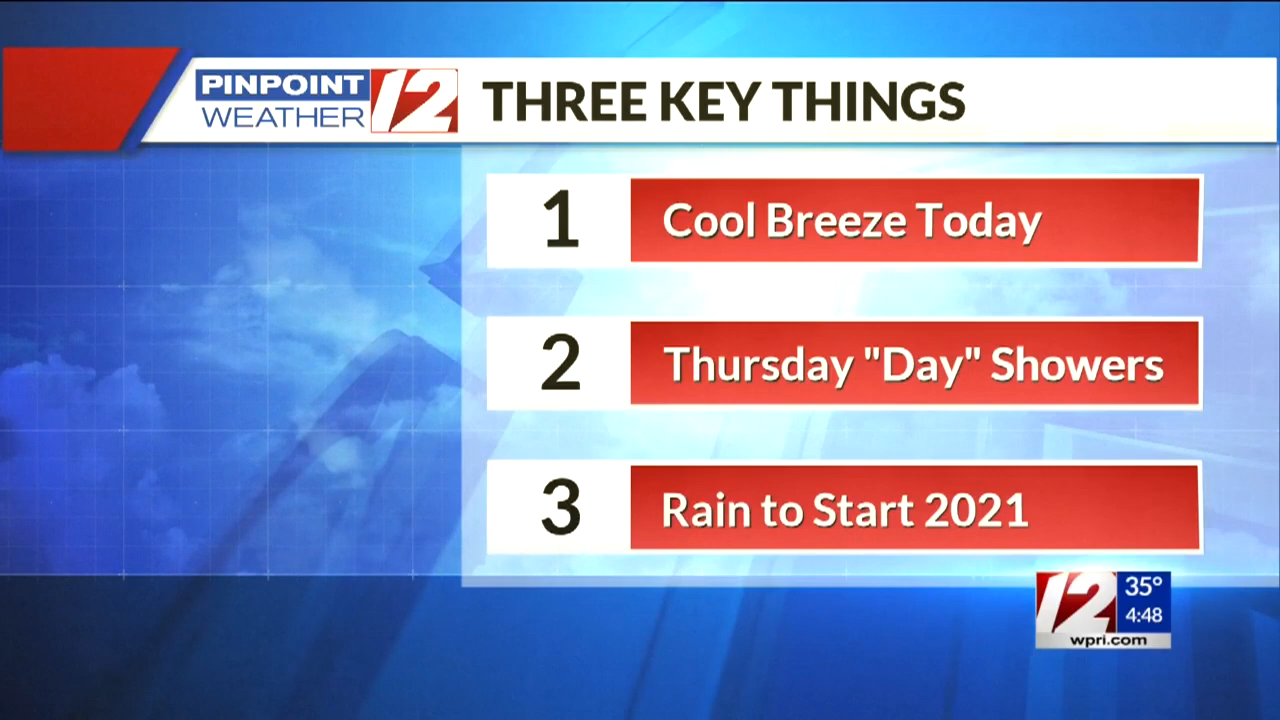 PINPOINT
WEATHER 12
THREE KEY THINGS
1 Cool Breeze Today
2 Thursday "Day" Showers
3 Rain to Start 2021
12 35°
4:48
wpri.com